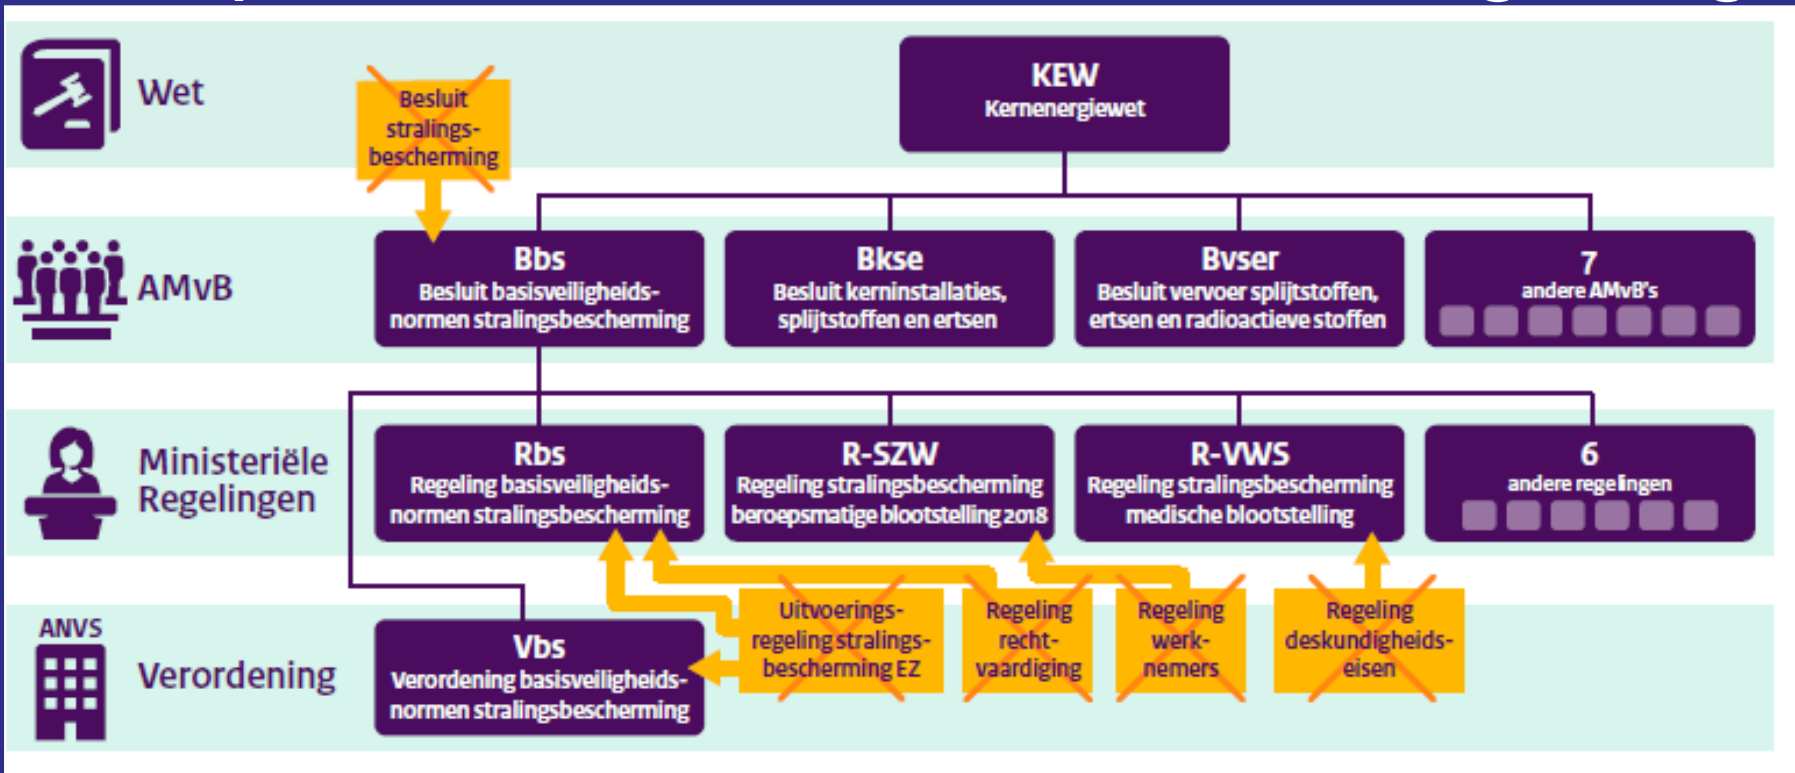 Wet
Besluit
stralings-
bescherming
KEW
Kernenergiewet
AMvB
Bbs
Besluit basisveiligheids-
normen stralingsbescherming
Bkse
Besluit kerninstallaties,
splijtstoffen en ertsen
Bvser
Besluit vervoer splijtstoffen,
ertsen en radioactieve stoffen
7
andere AMvB's
Ministeriële
Regelingen
Rbs
Regeling basisveiligheids-
normen stralingsbescherming
R-SZW
Regeling stralingsbescherming
beroepsmatige blootstelling 2018
R-VWS
Regeling stralingsbescherming
medische blootstelling
6
andere regelingen
ANVS
Verordening
Vbs
Verordening basisveiligheids-
normen stralingsbescherming
Uitvoerings-
regeling stralings-
bescherming EZ
Regeling
recht-
vaardiging
Regeling
werk-
nemers
Regeling
deskundigheids-
eisen